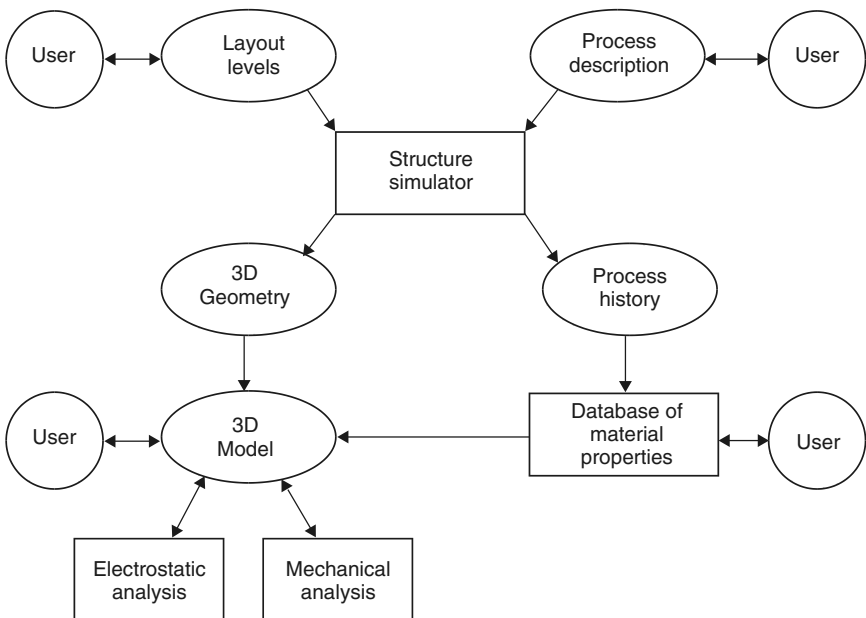 User
Layout
levels
Process
description
User
Structure
simulator
3D
Geometry
Process
history
User
3D
Model
Database of
material
properties
User
Electrostatic
analysis
Mechanical
analysis